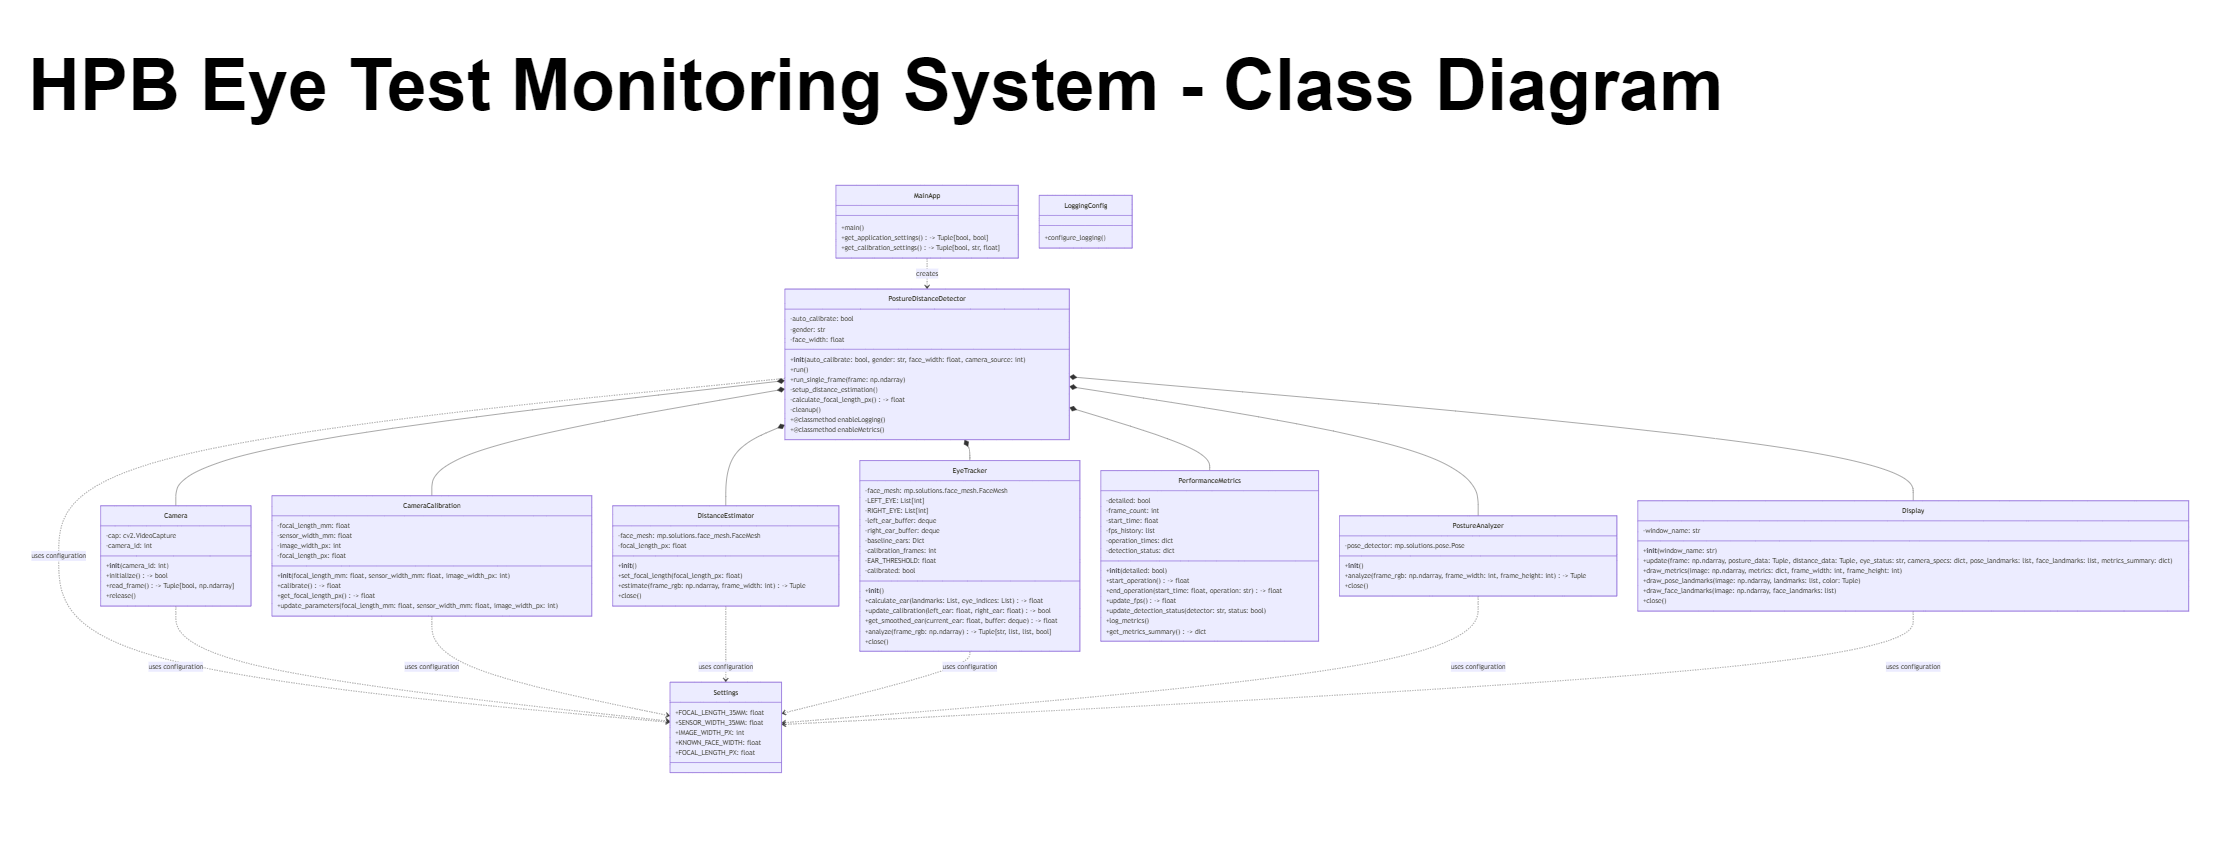 HPB Eye Test Monitoring System - Class Diagram
MainApp
+main()
+get_application_settings() : -> Tuple[bool, bool]
+get_calibration_settings() : -> Tuple[bool, str, float]
LoggingConfig
+configure_logging()
creates
PostureDistanceDetector
-auto_calibrate: bool
-gender: str
-face_width: float
+init(auto_calibrate: bool, gender: str, face_width: float, camera_source: int)
+run()
+run_single_frame(frame: np.ndarray)
-setup_distance_estimation()
-calculate_focal_length_px() : -> float
-cleanup()
+@classmethod enableLogging()
+@classmethod enableMetrics()
uses configuration
Camera
-cap: cv2.VideoCapture
-camera_id: int
+init(camera_id: int)
+initialize() : -> bool
+read_frame() : -> Tuple[bool, np.ndarray]
+release()
CameraCalibration
-focal_length_mm: float
-sensor_width_mm: float
-image_width_px: int
-focal_length_px: float
+init(focal_length_mm: float, sensor_width_mm: float, image_width_px: int)
+calibrate() : -> float
+get_focal_length_px() : -> float
+update_parameters(focal_length_mm: float, sensor_width_mm: float, image_width_px: int)
DistanceEstimator
-face_mesh: mp.solutions.face_mesh.FaceMesh
-focal_length_px: float
+init()
+set_focal_length(focal_length_px: float)
+estimate(frame_rgb: np.ndarray, frame_width: int) : -> Tuple
+close()
EyeTracker
-face_mesh: mp.solutions.face_mesh.FaceMesh
-LEFT_EYE: List[int]
-RIGHT_EYE: List[int]
-left_ear_buffer: deque
-right_ear_buffer: deque
-baseline_ears: Dict
-calibration_frames: int
-EAR_THRESHOLD: float
-calibrated: bool
+init()
+calculate_ear(landmarks: List, eye_indices: List) : -> float
+update_calibration(left_ear: float, right_ear: float) : -> bool
+get_smoothed_ear(current_ear: float, buffer: deque) : -> float
+analyze(frame_rgb: np.ndarray) : -> Tuple[str, list, list, bool]
+close()
PerformanceMetrics
-detailed: bool
-frame_count: int
-start_time: float
-fps_history: list
-operation_times: dict
-detection_status: dict
+init(detailed: bool)
+start_operation() : -> float
+end_operation(start_time: float, operation: str) : -> float
+update_fps() : -> float
+update_detection_status(detector: str, status: bool)
+log_metrics()
+get_metrics_summary() : -> dict
PostureAnalyzer
-pose_detector: mp.solutions.pose.Pose
+init()
+analyze(frame_rgb: np.ndarray, frame_width: int, frame_height: int) : -> Tuple
+close()
Display
-window_name: str
+init(window_name: str)
+update(frame: np.ndarray, posture_data: Tuple, distance_data: Tuple, eye_status: str, camera_specs: dict, pose_landmarks: list, face_landmarks: list, metrics_summary: dict)
+draw_metrics(image: np.ndarray, metrics: dict, frame_width: int, frame_height: int)
+draw_pose_landmarks(image: np.ndarray, landmarks: list, color: Tuple)
+draw_face_landmarks(image: np.ndarray, face_landmarks: list)
+close()
uses configuration
uses configuration
uses configuration
uses configuration
uses configuration
uses configuration
Settings
+FOCAL_LENGTH_35MM: float
+SENSOR_WIDTH_35MM: float
+IMAGE_WIDTH_PX: int
+KNOWN_FACE_WIDTH: float
+FOCAL_LENGTH_PX: float